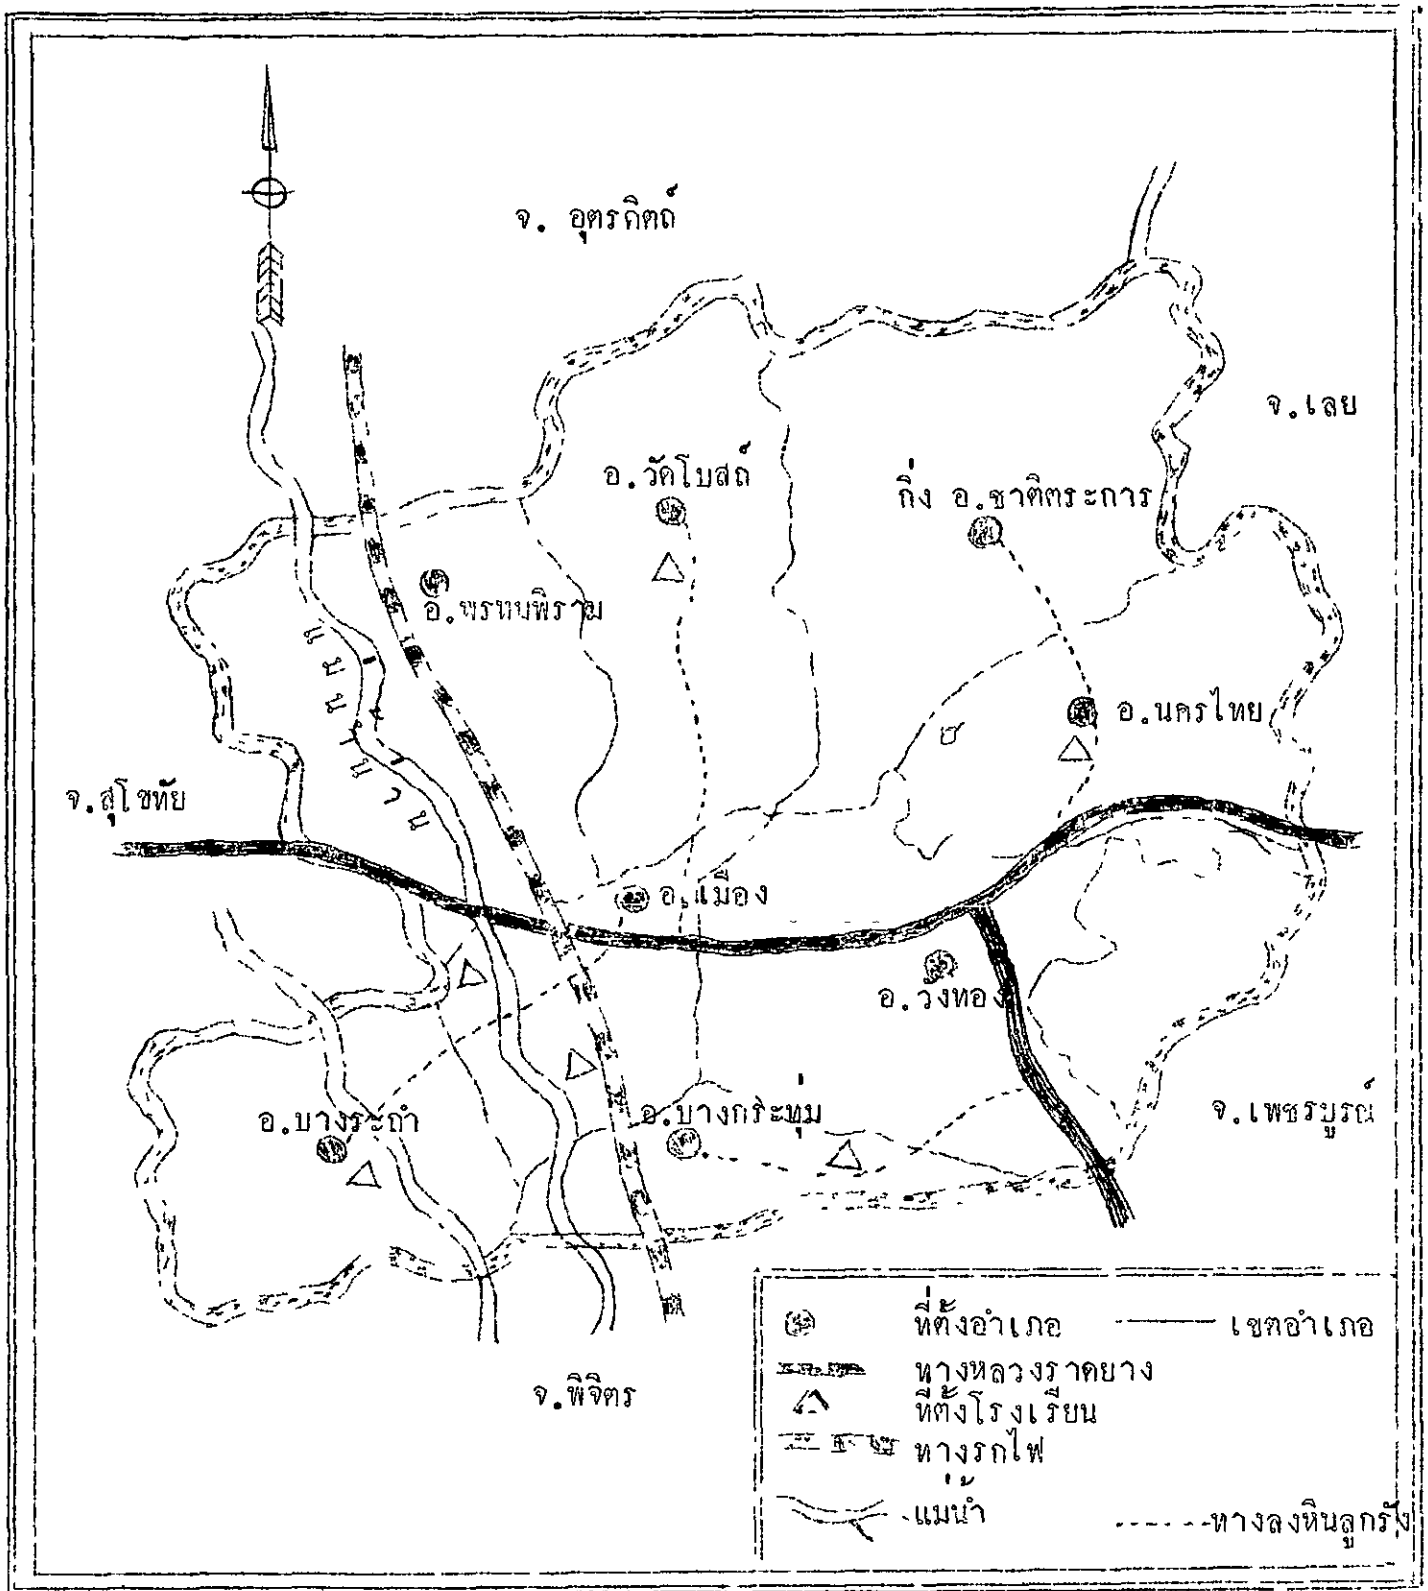 จ. อุตรดิตถ์
จ.เลย
อ.วัดโบสถ์
กิ่ง อ.ชาติตระการ
อ.พรหมพิราม
แม่น้ำน่าน
อ.นครไทย
จ.สุโขทัย
อ.เมือง
อ.วังทอง
อ.บางระกำ
อ.บางกระทุ่ม
จ.เพชรบูรณ์
จ.พิจิตร
ที่ตั้งอำเภอ
เขตอำเภอ
ทางหลวงราดยาง
ที่ตั้งโรงเรียน
ทางรถไฟ
แม่น้ำ
ทางลงหินลูกรัง